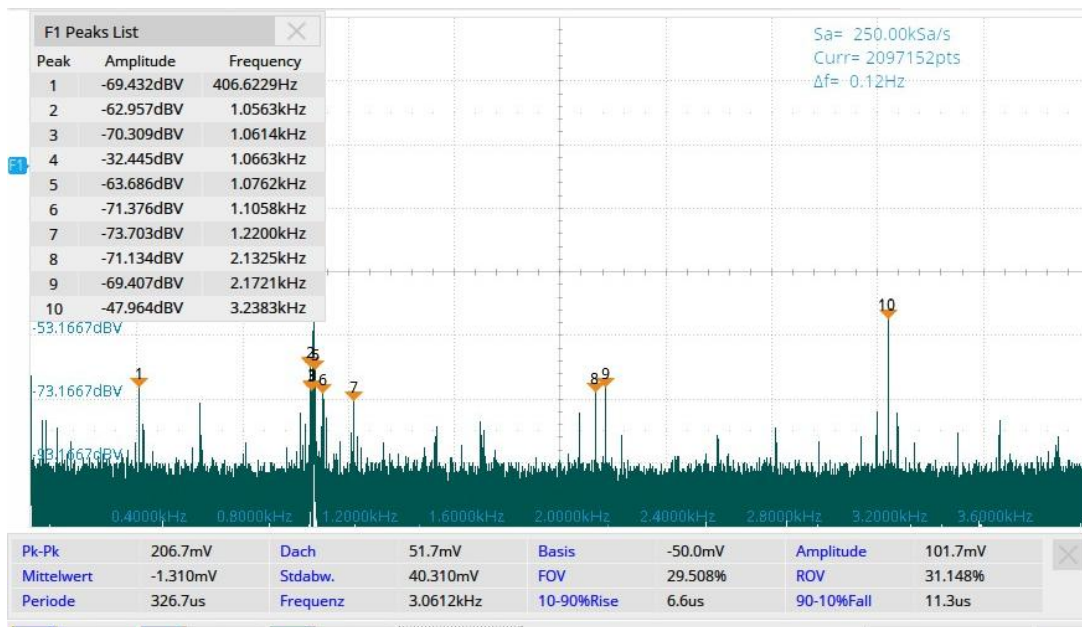 F1 Peaks List
Peak Amplitude Frequency
1 -69.432dBV 406.6229Hz
2 -62.957dBV 1.0563kHz
3 -70.309dBV 1.0614kHz
4 -32.445dBV 1.0663kHz
5 -63.686dBV 1.0762kHz
6 -71.376dBV 1.1058kHz
7 -73.703dBV 1.2200kHz
8 -71.134dBV 2.1325kHz
9 -69.407dBV 2.1721kHz
10 -47.964dBV 3.2383kHz
Sa= 250.00kSa/s
Curr= 2097152pts
Δf= 0.12Hz
F1
-53.1667dBV
-73.1667dBV
-93.1667dBV
1
2
5
3
6
7
8
9
10
0.4000kHz 0.8000kHz 1.2000kHz 1.6000kHz 2.0000kHz 2.4000kHz 2.8000kHz 3.2000kHz 3.6000kHz
Pk-Pk 206.7mV Dach 51.7mV Basis -50.0mV Amplitude 101.7mV
Mittelwert -1.310mV Stdabw. 40.310mV FOV 29.508% ROV 31.148%
Periode 326.7us Frequenz 3.0612kHz 10-90%Rise 6.6us 90-10%Fall 11.3us